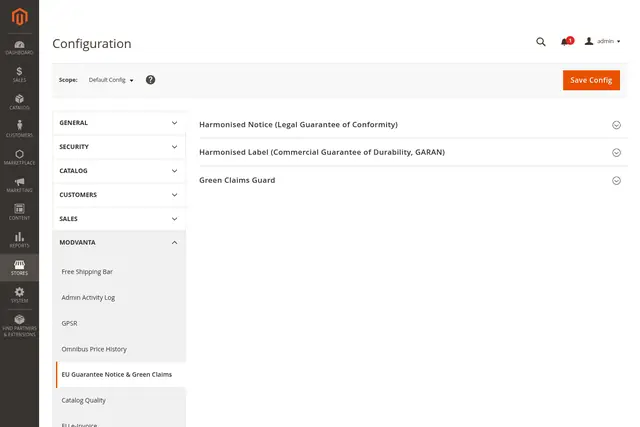 Configuration
1
admin
Scope:
Default Config
?
Save Config
DASHBOARD
$
SALES
CATALOG
CUSTOMERS
MARKETPLACE
MARKETING
CONTENT
REPORTS
STORES
SYSTEM
FIND PARTNERS
& EXTENSIONS
GENERAL
SECURITY
CATALOG
CUSTOMERS
SALES
MODVANTA
Free Shipping Bar
Admin Activity Log
GPSR
Omnibus Price History
EU Guarantee Notice & Green Claims
Catalog Quality
EU e-Invoice
Harmonised Notice (Legal Guarantee of Conformity)
Harmonised Label (Commercial Guarantee of Durability, GARAN)
Green Claims Guard